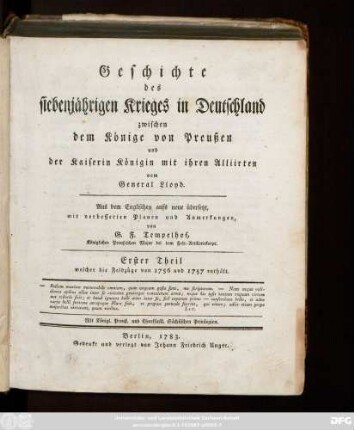 Geschichte
des
siebenjährigen Krieges in Deutschland
zwischen
dem Könige von Preußen
und
der Kaiserin Königin mit ihren Alliirten
vom
General Lloyd.
Aus dem Englischen aufs neue übersetzt,
mit verbesserten Planen und Anmerkungen,
von
G. F. Tempelhof,
Königlichen Preußischen Major bei dem Feld-Artilleriekorps.
Erster Theil
welcher die Feldzüge von 1756 und 1757 enthält.
Mit Königl. Preuß. und Churfürstl. Sächsischen Privilegien.
Berlin, 1783.
Gedruckt und verlegt von Johann Friedrich Unger.